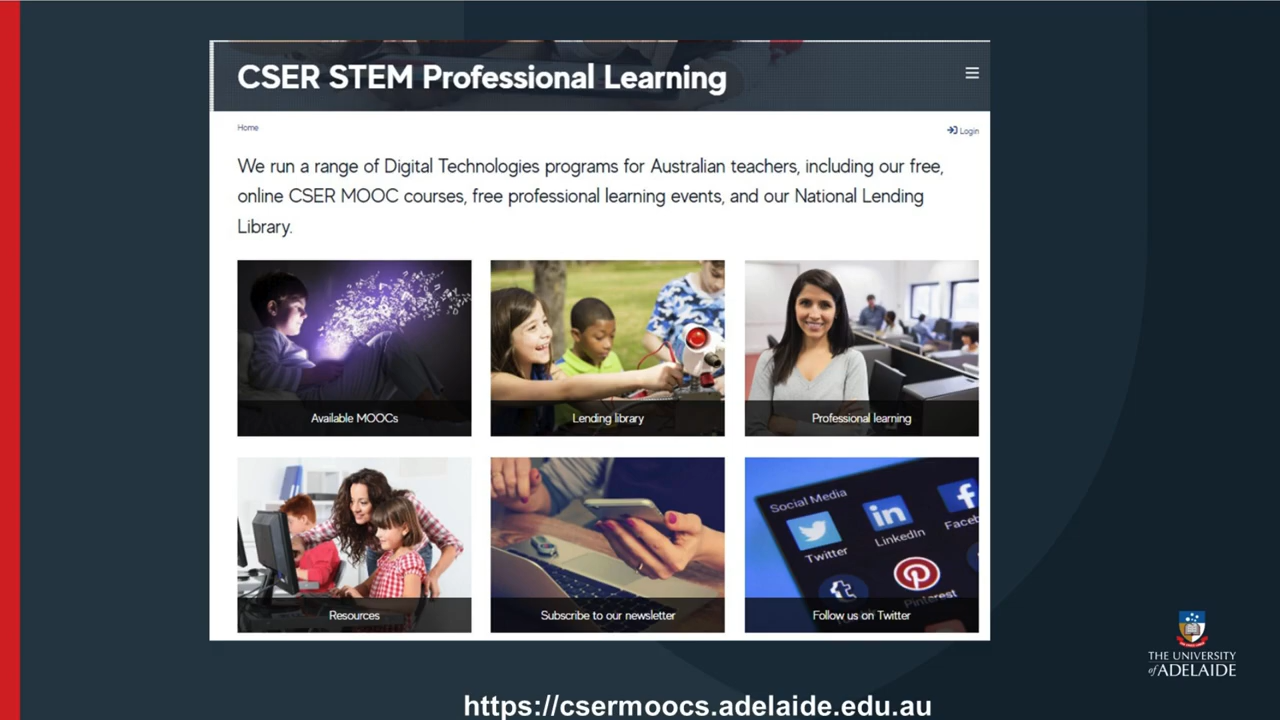 CSER STEM Professional Learning
Home
Login
We run a range of Digital Technologies programs for Australian teachers, including our free,
online CSER MOOC courses, free professional learning events, and our National Lending
Library.
Available MOOCs
Lending library
Professional learning
Social Media
Twitter
LinkedIn
Faceb
Pinterest
Resources
Subscribe to our newsletter
Follow us on Twitter
THE UNIVERSITY
of ADELAIDE
https://csermoocs.adelaide.edu.au